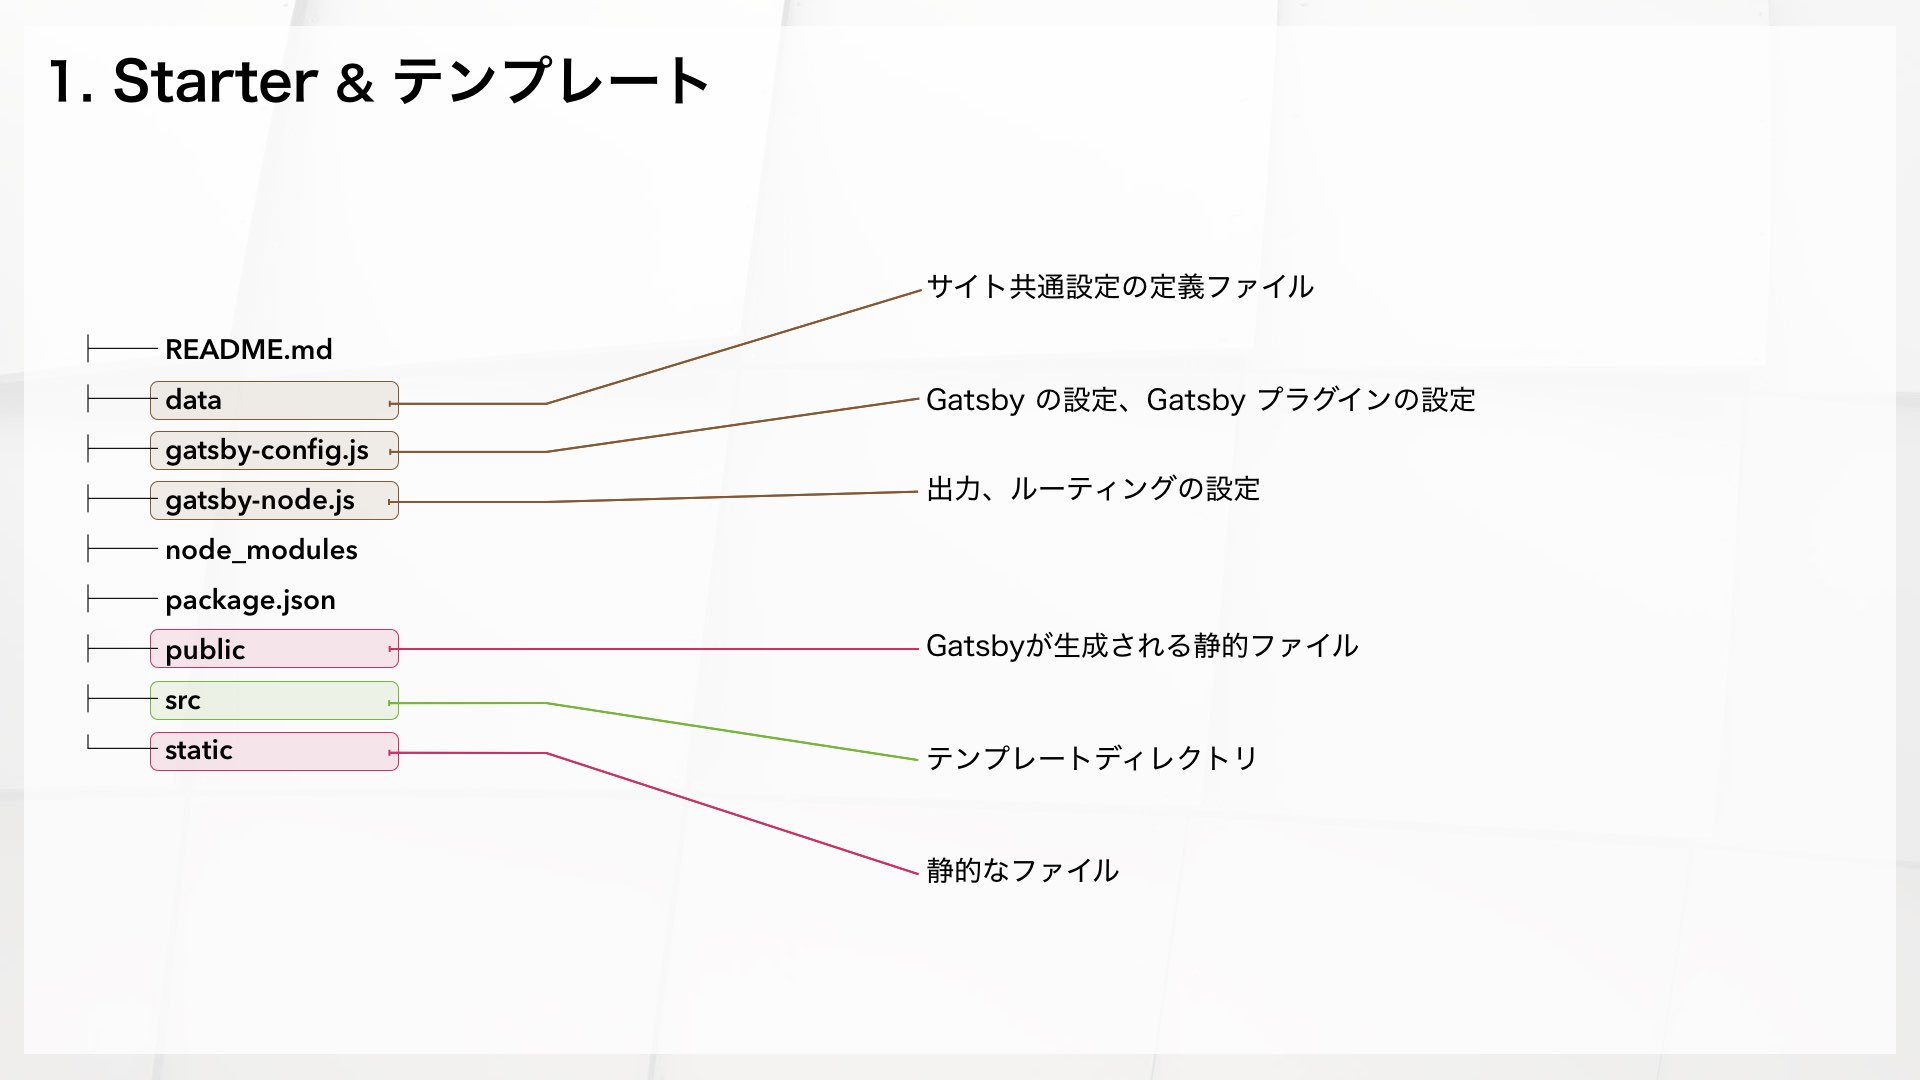 1. Starter & テンプレート
サイト共通設定の定義ファイル
README.md
data
Gatsby の設定、Gatsby プラグインの設定
gatsby-config.js
gatsby-node.js
出力、ルーティングの設定
node_modules
package.json
public
Gatsbyが生成される静的ファイル
src
テンプレートディレクトリ
static
静的なファイル